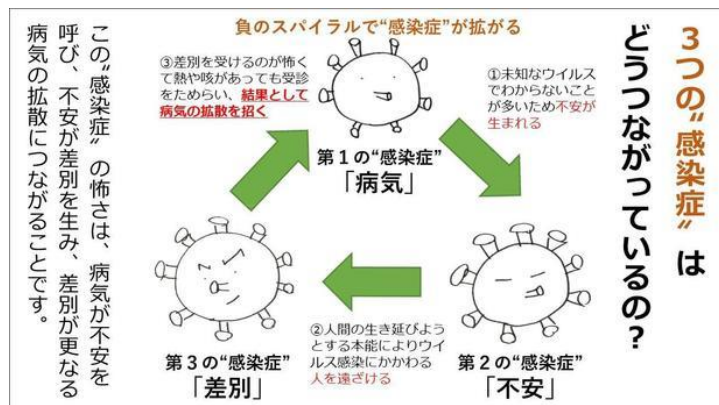 3つの“感染症”は
どうつながっているの？
負のスパイラルで“感染症”が拡がる
①未知なウイルス
でわからないこと
が多いため不安が
生まれる
第1の“感染症”
「病気」
②人間の生き延びよう
とする本能によりウイ
ルス感染にかかわる
人を遠ざける
第2の“感染症”
「不安」
③差別を受けるのが怖く
て熱や咳があっても受診
をためらい、結果として
病気の拡散を招く
第3の“感染症”
「差別」
この“感染症”の怖さは、病気が不安を
呼び、不安が差別を生み、差別が更なる
病気の拡散につながることです。